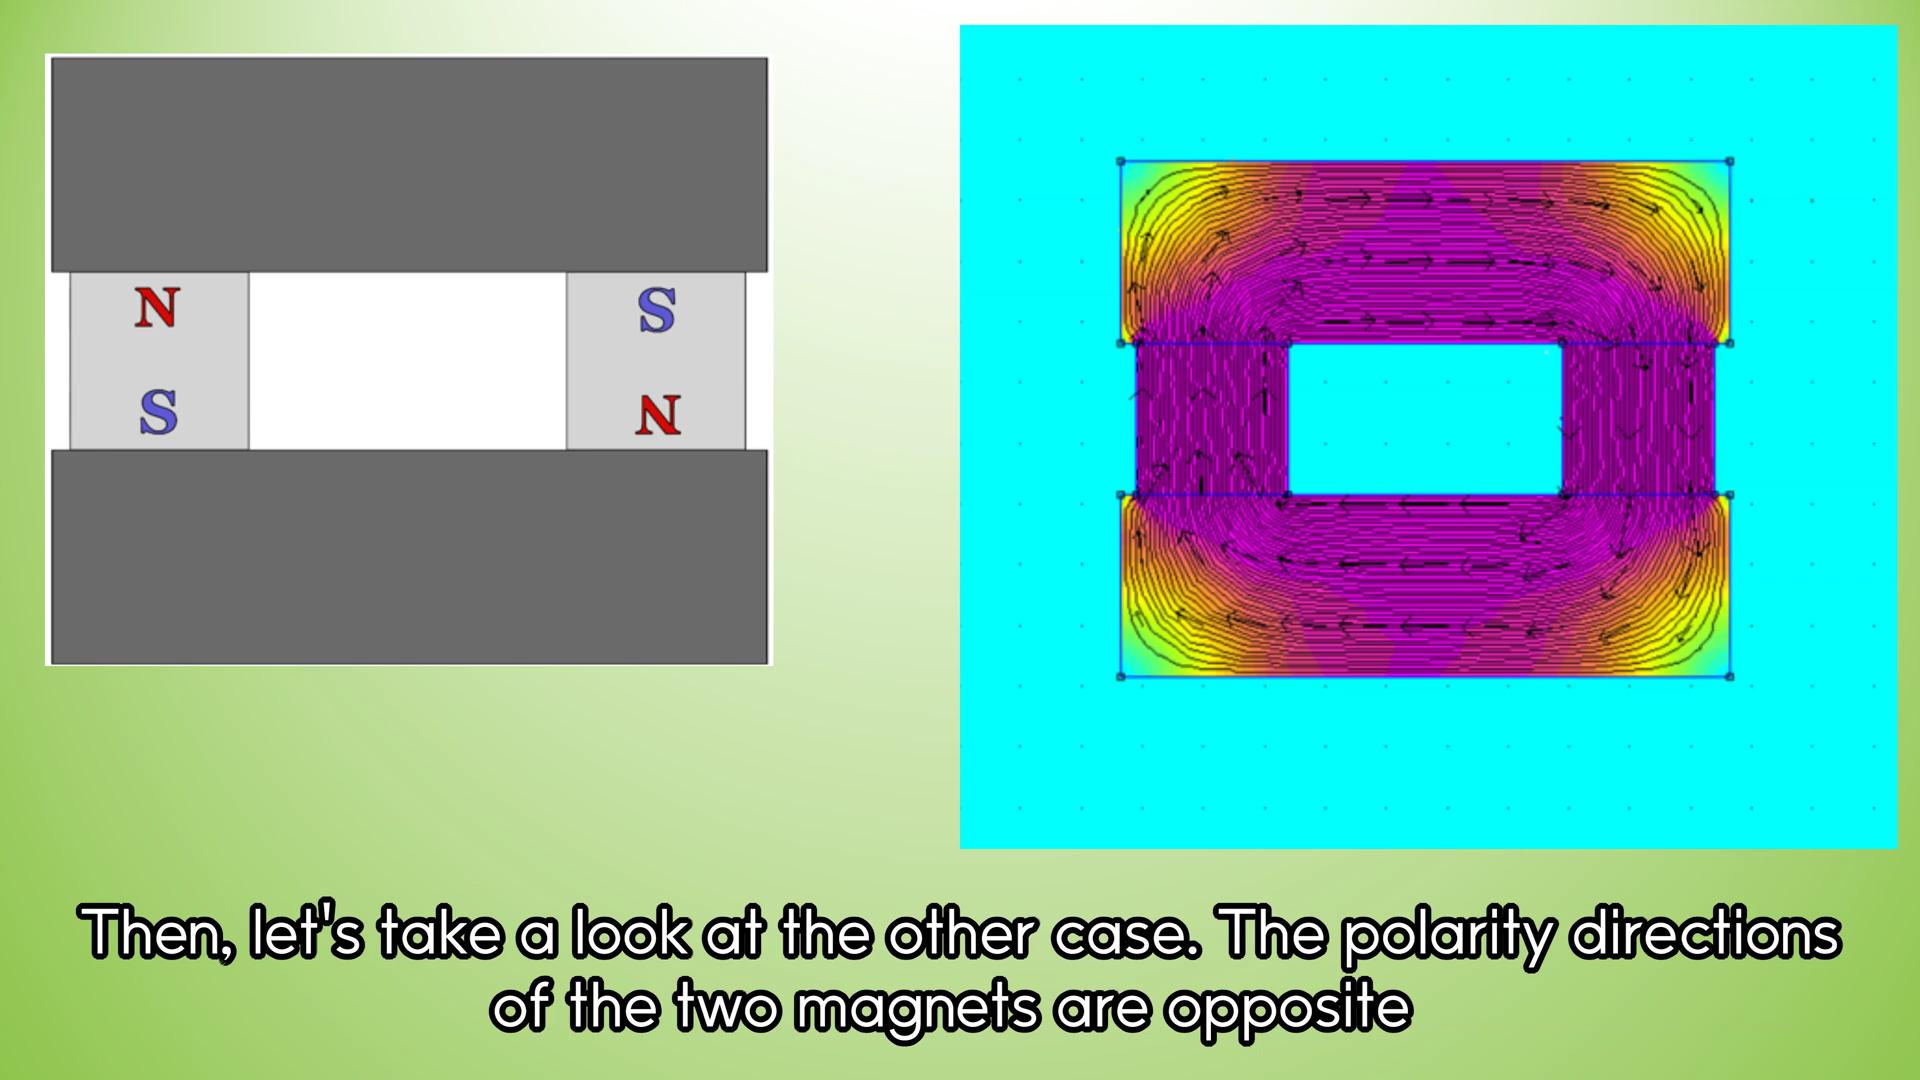 N S
S N
Then, let's take a look at the other case. The polarity directions
of the two magnets are opposite